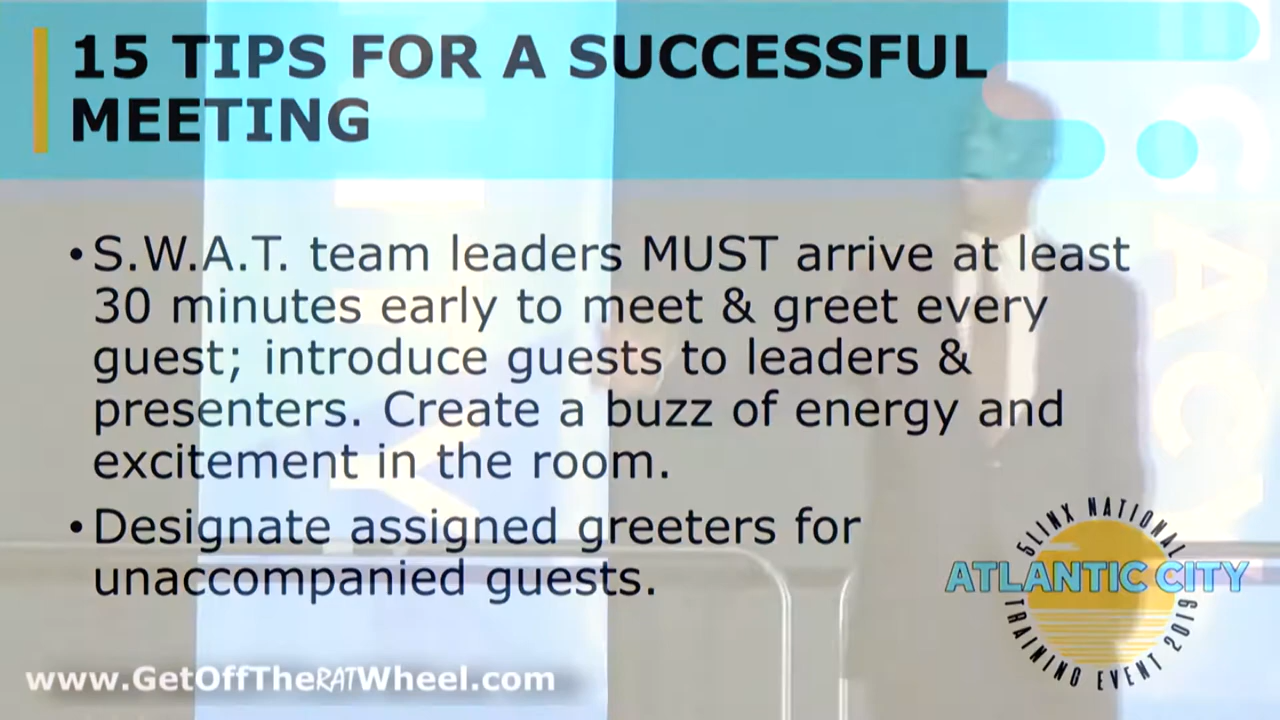 15 TIPS FOR A SUCCESSFUL
MEETING
•S.W.A.T. team leaders MUST arrive at least
30 minutes early to meet & greet every
guest; introduce guests to leaders &
presenters. Create a buzz of energy and
excitement in the room.
•Designate assigned greeters for
unaccompanied guests.
5LINX NATIONAL
ATLANTIC CITY
TRAINING EVENT 2019
www.GetOffTheRATWheel.com